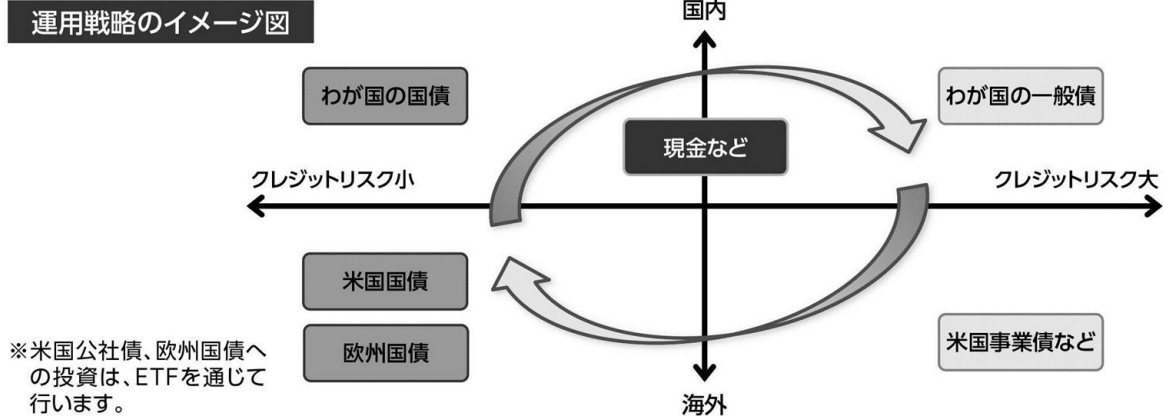 運用戦略のイメージ図
国内
わが国の国債
わが国の一般債
現金など
クレジットリスク小
クレジットリスク大
米国国債
欧州国債
米国事業債など
※米国公社債、欧州国債へ
の投資は、ETFを通じて
行います。
海外